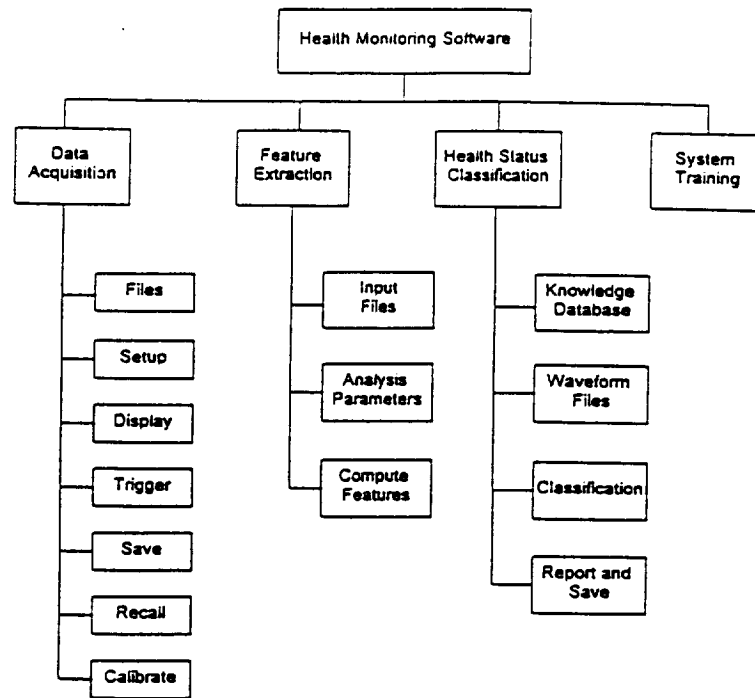 Health Monitoring Software
Data
Acquisition
Feature
Extraction
Health Status
Classification
System
Training
Files
Setup
Display
Trigger
Save
Recall
Calibrate
Input
Files
Analysis
Parameters
Compute
Features
Knowledge
Database
Waveform
Files
Classification
Report and
Save